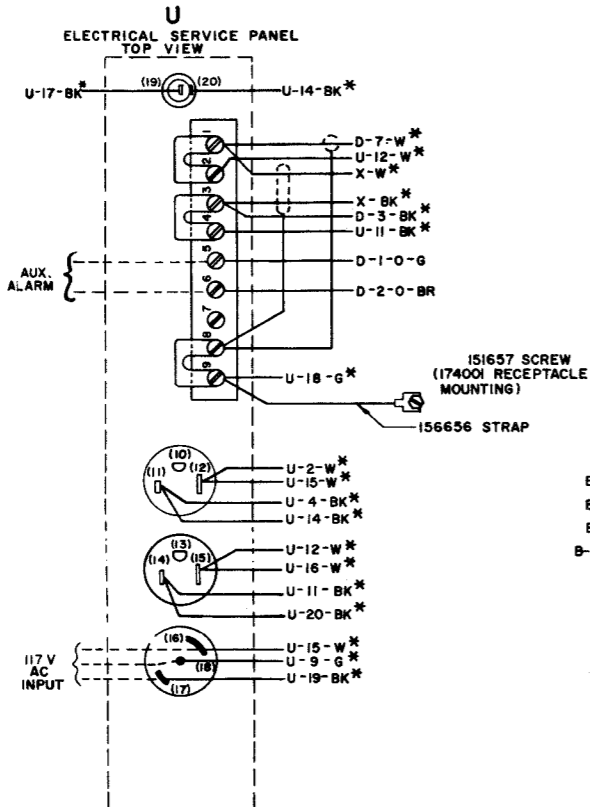 U
ELECTRICAL SERVICE PANEL
TOP VIEW
U-17-BK*
(19)
(20)
U-14-BK*
1
2
3
4
5
6
7
8
9
D-7-W*
U-12-W*
X-W*
X-BK*
D-3-BK*
U-11-BK*
D-1-O-G
D-2-O-BR
AUX.
ALARM
U-18-G*
151657 SCREW
(174001 RECEPTACLE
MOUNTING)
156656 STRAP
(10)
(11)
(12)
U-2-W*
U-15-W*
U-4-BK*
U-14-BK*
(13)
(14)
(15)
U-12-W*
U-16-W*
U-11-BK*
U-20-BK*
117 V
AC
INPUT
(16)
(18)
(17)
U-15-W*
U-9-G*
U-19-BK*
B-